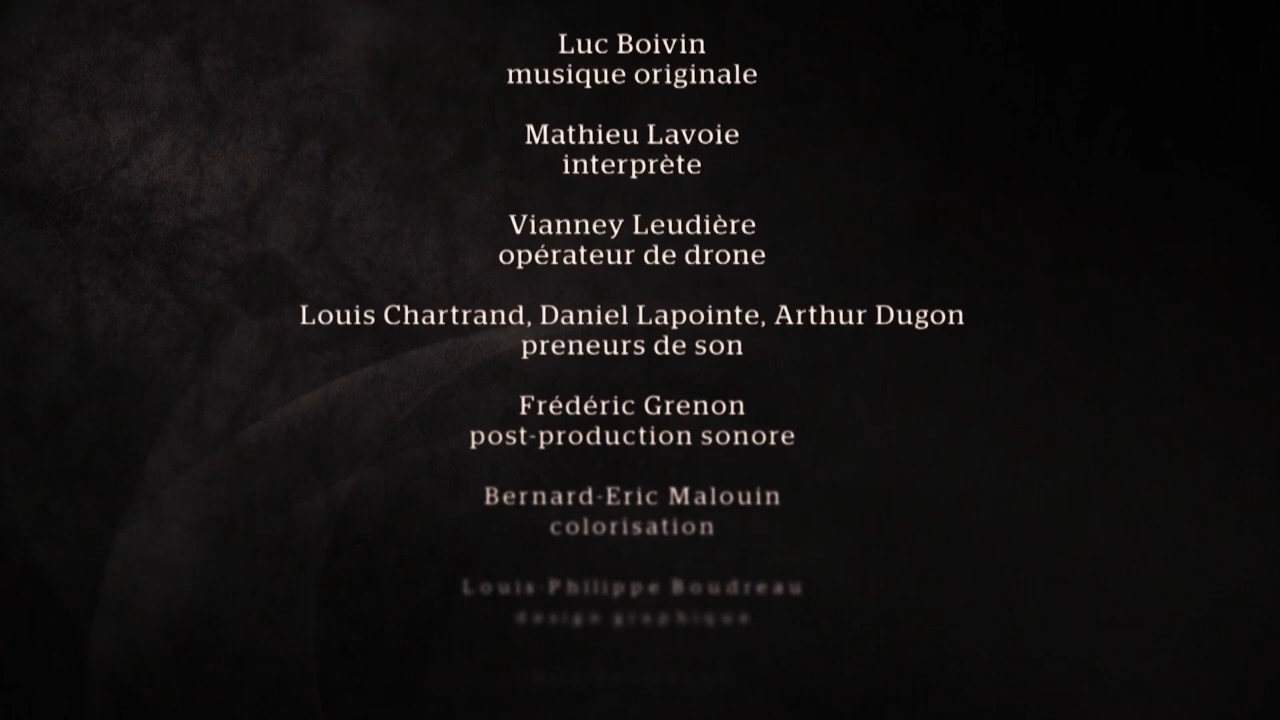 Luc Boivin
musique originale
Mathieu Lavoie
interprète
Vianney Leudière
opérateur de drone
Louis Chartrand, Daniel Lapointe, Arthur Dugon
preneurs de son
Frédéric Grenon
post-production sonore
Bernard-Eric Malouin
colorisation
Louis-Philippe Boudreau
design graphique